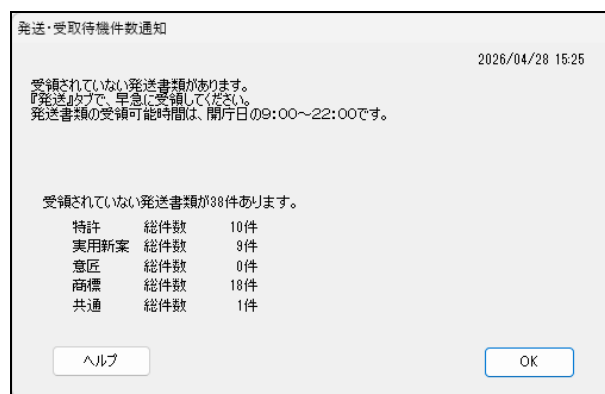 発送・受取待機件数通知
2026/04/28 15:25
受領されていない発送書類があります。
『発送』タブで、早急に受領してください。
発送書類の受領可能時間は、開庁日の9:00～22:00です。
受領されていない発送書類が38件あります。
特許 総件数 10件
実用新案 総件数 9件
意匠 総件数 0件
商標 総件数 18件
共通 総件数 1件
ヘルプ OK